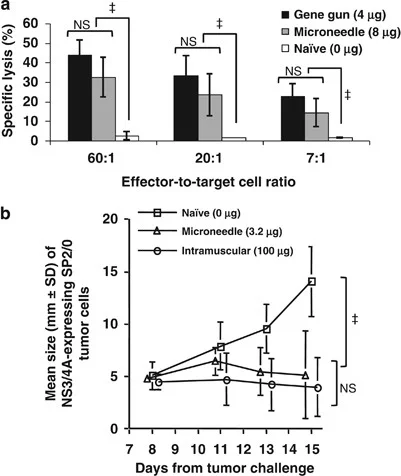 a
Specific lysis (%)
60
50
40
30
20
10
0
NS
‡
NS
‡
NS
‡
Gene gun (4 µg)
Microneedle (8 µg)
Naïve (0 µg)
60:1
20:1
7:1
Effector-to-target cell ratio
b
Mean size (mm ± SD) of
NS3/4A-expressing SP2/0
tumor cells
20
15
10
5
0
Naïve (0 µg)
Microneedle (3.2 µg)
Intramuscular (100 µg)
‡
NS
7 8 9 10 11 12 13 14 15
Days from tumor challenge